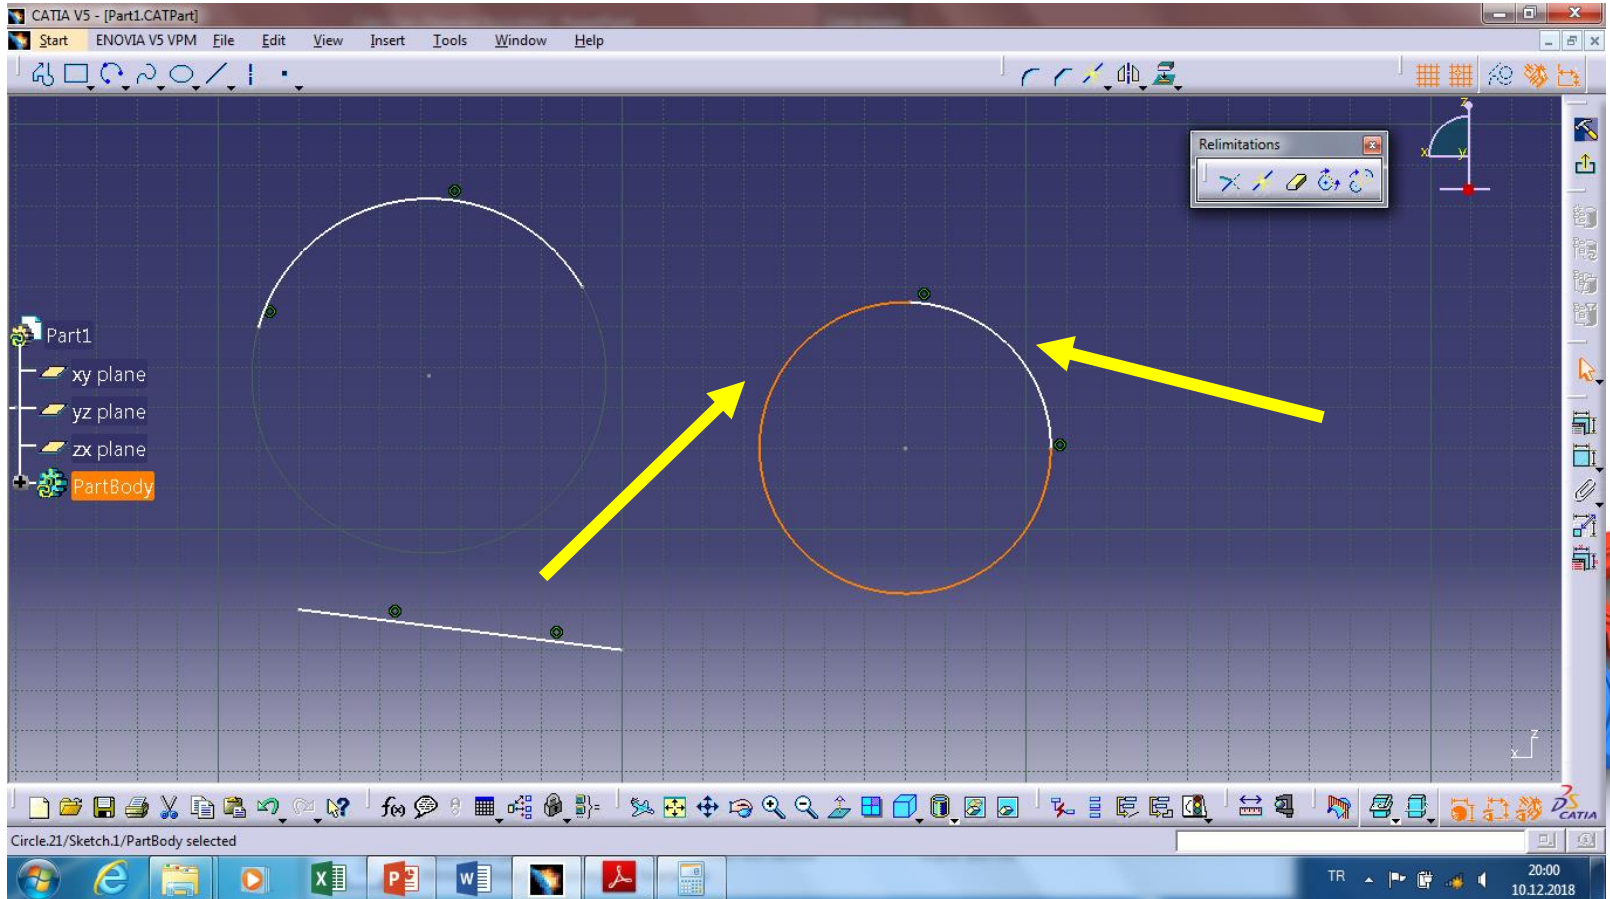 CATIA V5 - [Part1.CATPart]
Start ENOVIA V5 VPM File Edit View Insert Tools Window Help
Relimitations
z
x y
Part1
xy plane
yz plane
zx plane
PartBody
z
x
f(x)
CATIA
Circle.21/Sketch.1/PartBody selected
TR 20:00
10.12.2018